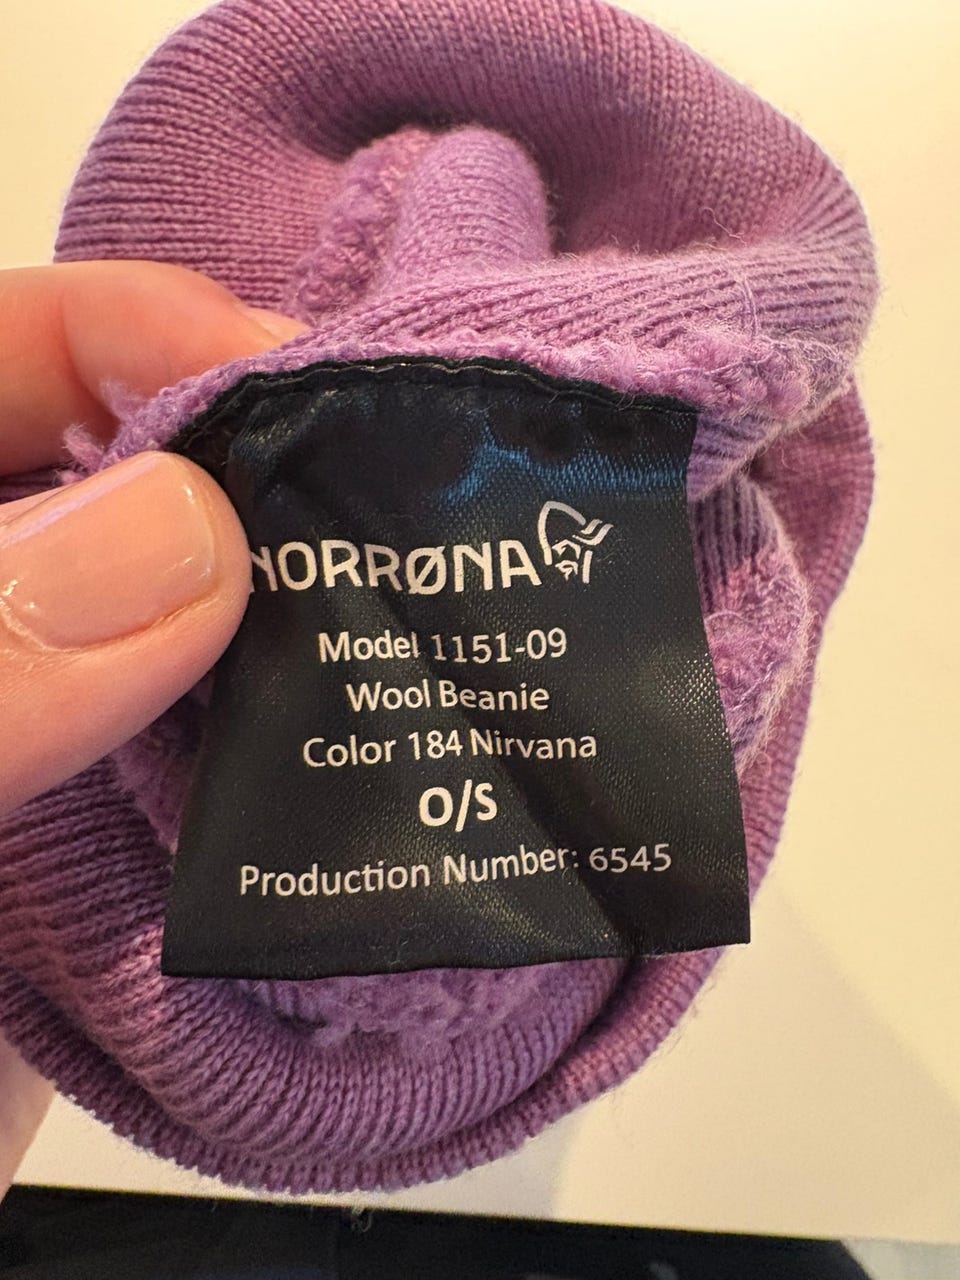 NORRØNA
Model 1151-09
Wool Beanie
Color 184 Nirvana
O/S
Production Number: 6545